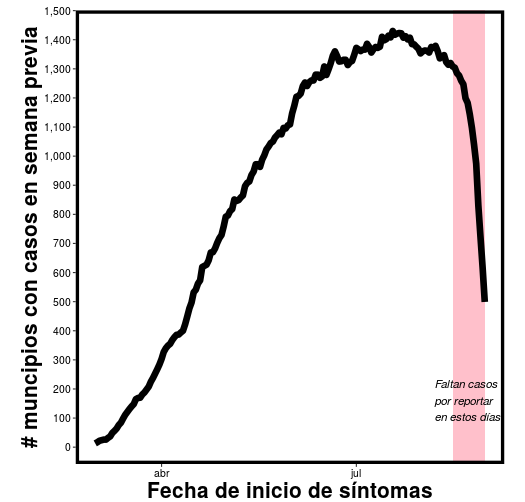 1,500
1,400
1,300
1,200
1,100
1,000
900
800
700
600
500
400
300
200
100
0
# muncipios con casos en semana previa
Faltan casos
por reportar
en estos días
abr
jul
Fecha de inicio de síntomas